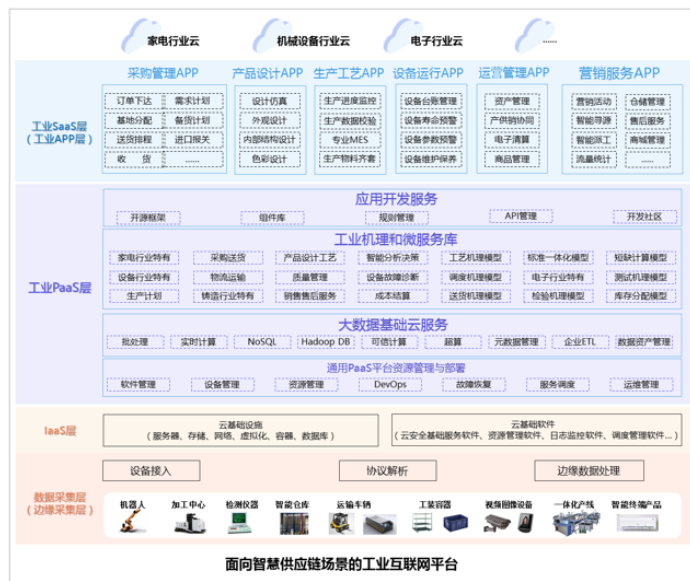 家电行业云 机械设备行业云 电子行业云 ......
采购管理APP 产品设计APP 生产工艺APP 设备运行APP 运营管理APP 营销服务APP
工业SaaS层
（工业APP层）
订单下达 需求计划 设计仿真 生产进度监控 设备台账管理 资产管理 营销活动 仓储管理
基地分配 备货计划 外观设计 生产数据校验 设备寿命预警 产供销协同 智能寻源 售后服务
送货排程 进口报关 内部结构设计 专业MES 设备参数预警 电子清算 智能派工 商城管理
收 货 ...... 色彩设计 生产物料齐套 设备维护保养 商品管理 流量统计 ......
工业PaaS层
应用开发服务
开源框架 组件库 规则管理 API管理 开发社区
工业机理和微服务库
家电行业特有 采购送货 产品设计工艺 智能分析决策 工艺机理模型 标准一体化模型 短缺计算模型
设备行业特有 物流运输 质量管理 设备故障诊断 调度机理模型 电子行业特有 测试机理模型
生产计划 铸造行业特有 销售售后服务 成本结算 送货机理模型 检验机理模型 库存分配模型
大数据基础云服务
批处理 实时计算 NoSQL Hadoop DB 可信计算 超算 元数据管理 企业ETL 数据资产管理
通用PaaS平台资源管理与部署
软件管理 设备管理 资源管理 DevOps 故障恢复 服务调度 运维管理
IaaS层
云基础设施
（服务器、存储、网络、虚拟化、容器、数据库）
云基础软件
（云安全基础服务软件、资源管理软件、日志监控软件、调度管理软件...）
数据采集层
（边缘采集层）
设备接入 协议解析 边缘数据处理
机器人 加工中心 检测仪器 智能仓库 运输车辆 工装容器 视频图像设备 一体化产线 智能终端产品
面向智慧供应链场景的工业互联网平台